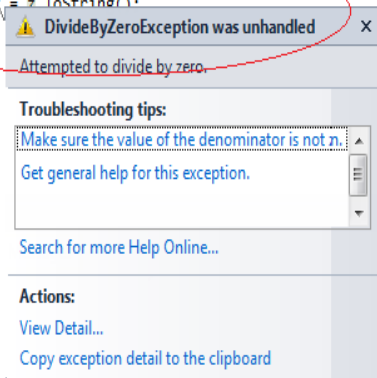 = z.ToString();
DivideByZeroException was unhandled
Attempted to divide by zero.
Troubleshooting tips:
Make sure the value of the denominator is not n.
Get general help for this exception.
Search for more Help Online...
Actions:
View Detail...
Copy exception detail to the clipboard